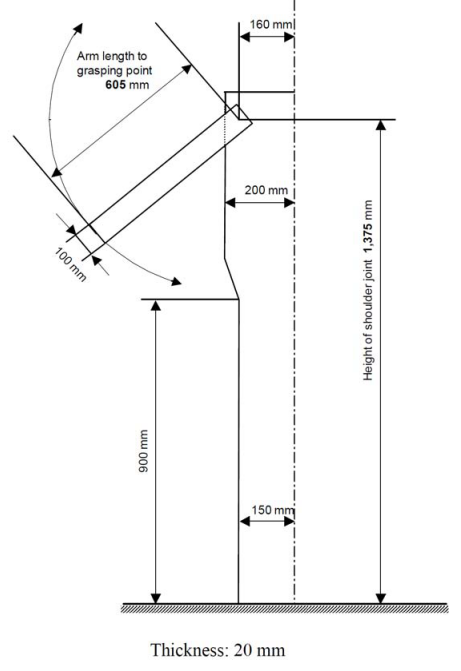 160 mm
Arm length to
grasping point
605 mm
200 mm
100 mm
Height of shoulder joint 1,375 mm
900 mm
150 mm
Thickness: 20 mm